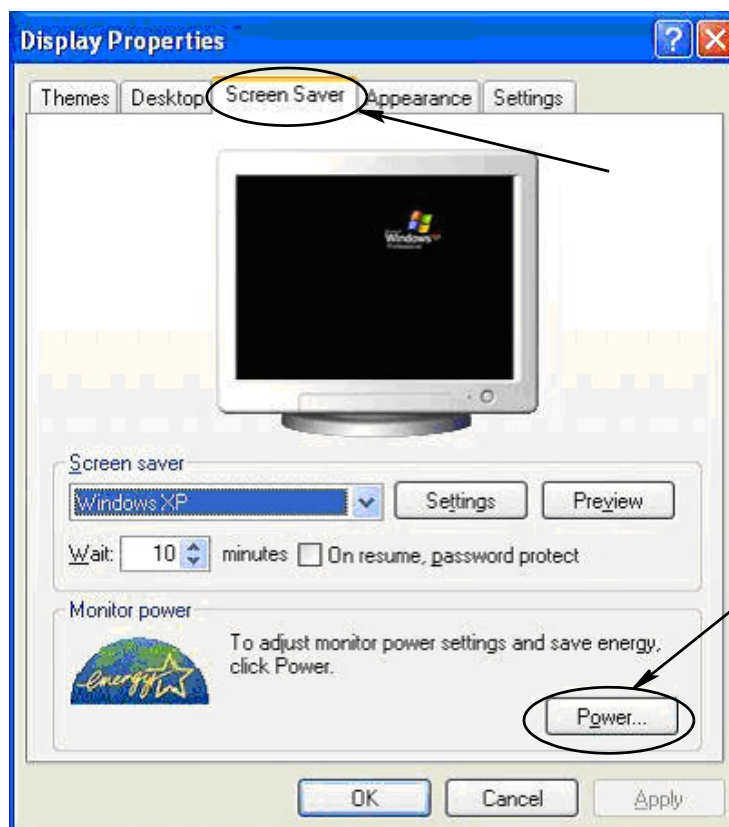 Display Properties
Themes Desktop Screen Saver Appearance Settings
Windows
Screen saver
Windows XP Settings Preview
Wait: 10 minutes On resume, password protect
Monitor power
To adjust monitor power settings and save energy,
click Power.
energy
Power...
OK Cancel Apply